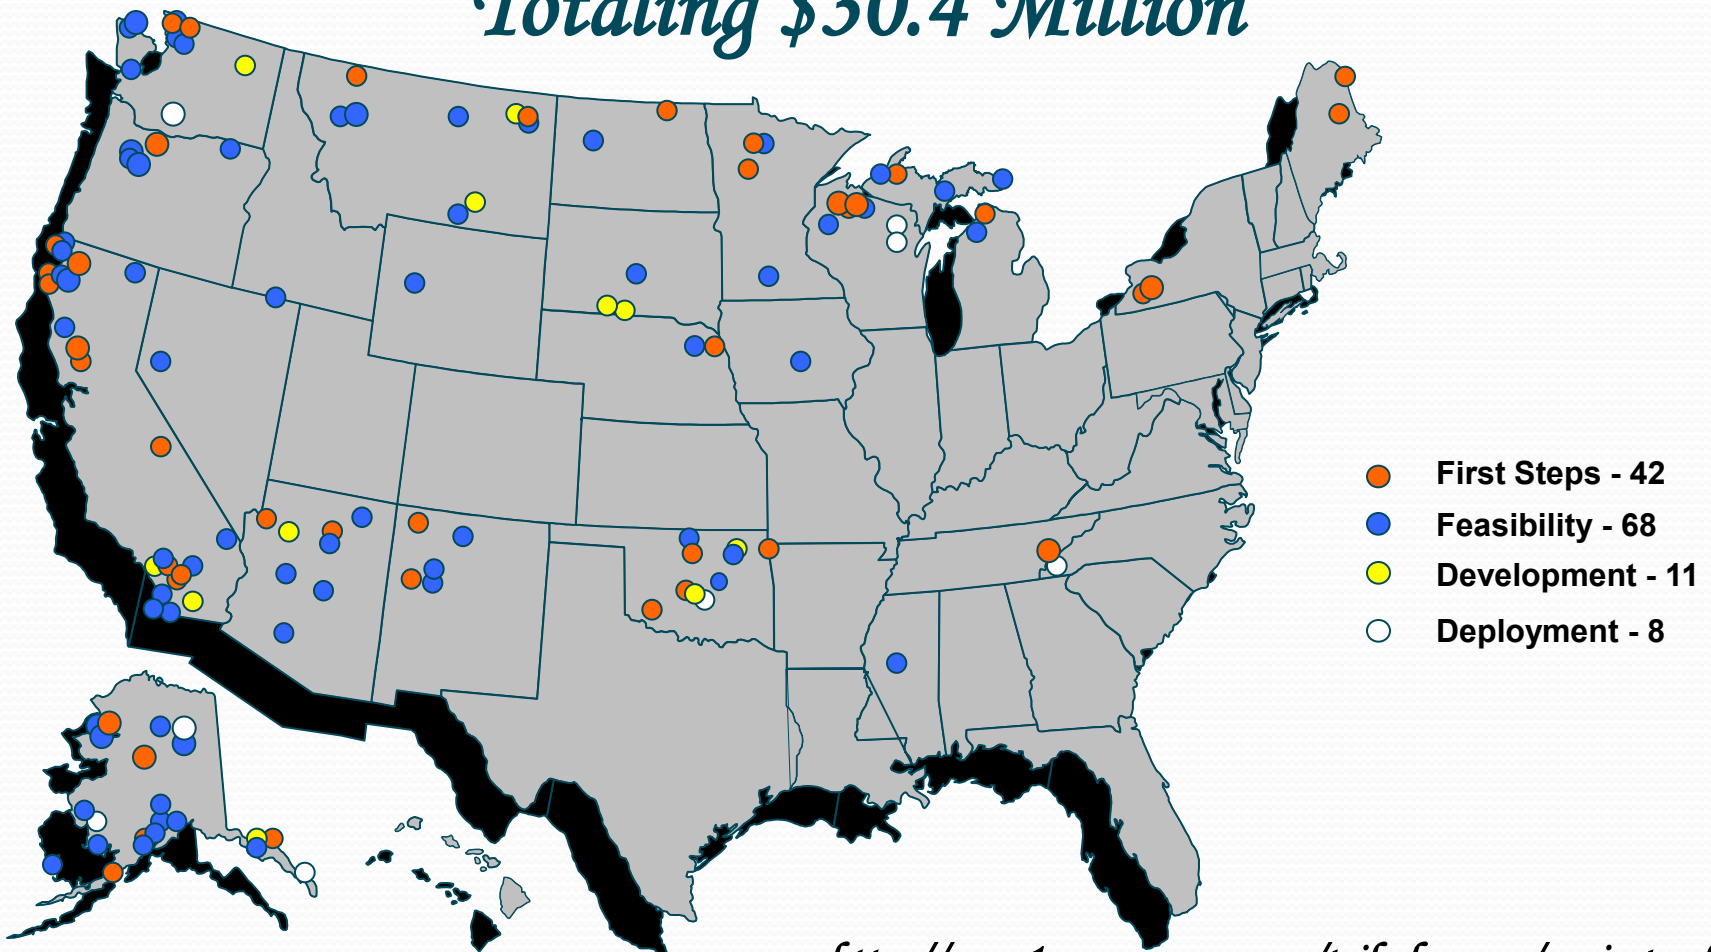 Totaling $30.4 Million
First Steps - 42
Feasibility - 68
Development - 11
Deployment - 8